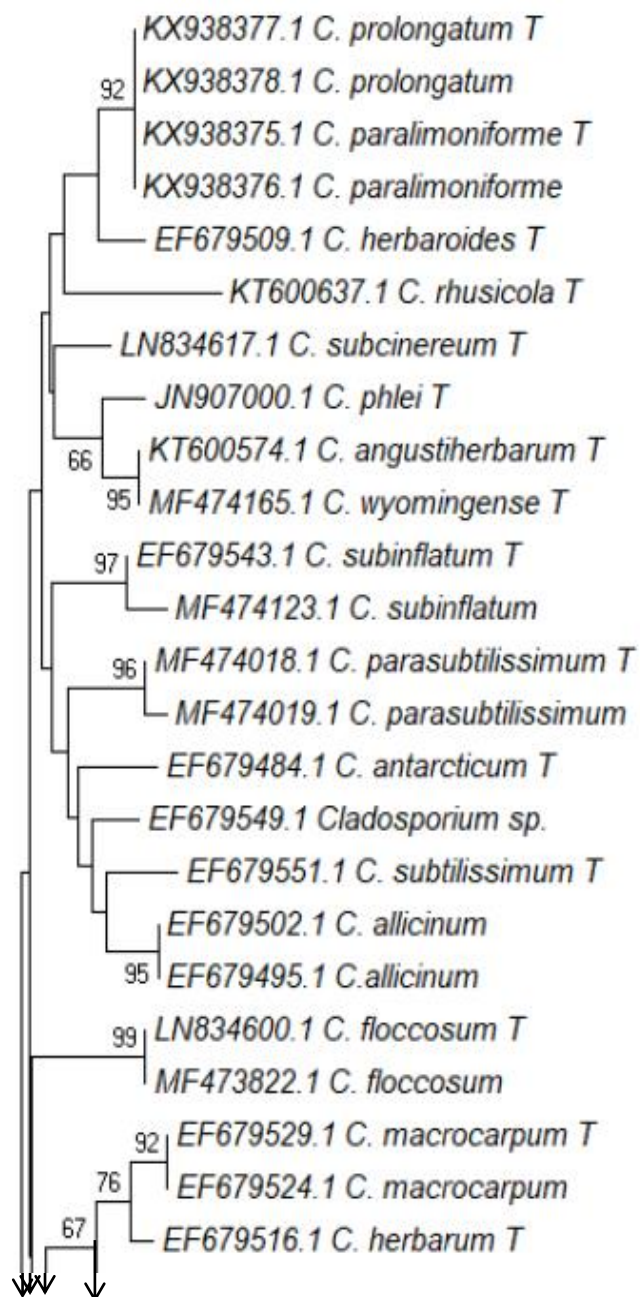 KX938377.1 C. prolongatum T
92
KX938378.1 C. prolongatum
KX938375.1 C. paralimoniforme T
KX938376.1 C. paralimoniforme
EF679509.1 C. herbaroides T
KT600637.1 C. rhusicola T
LN834617.1 C. subcinereum T
JN907000.1 C. phlei T
66
KT600574.1 C. angustiherbarum T
95
MF474165.1 C. wyomingense T
97
EF679543.1 C. subinflatum T
MF474123.1 C. subinflatum
96
MF474018.1 C. parasubtilissimum T
MF474019.1 C. parasubtilissimum
EF679484.1 C. antarcticum T
EF679549.1 Cladosporium sp.
EF679551.1 C. subtilissimum T
EF679502.1 C. allicinum
95
EF679495.1 C.allicinum
99
LN834600.1 C. floccosum T
MF473822.1 C. floccosum
92
EF679529.1 C. macrocarpum T
76
EF679524.1 C. macrocarpum
67
EF679516.1 C. herbarum T